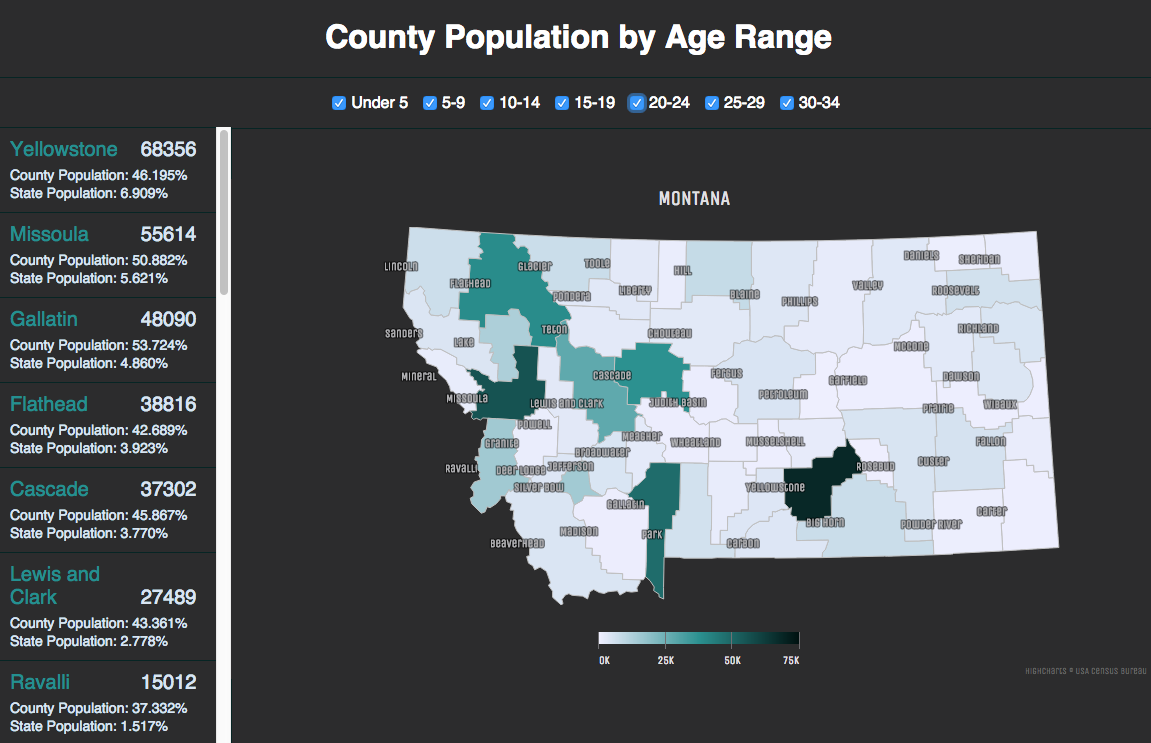 County Population by Age Range
Under 5 5-9 10-14 15-19 20-24 25-29 30-34
Yellowstone 68356
County Population: 46.195%
State Population: 6.909%
Missoula 55614
County Population: 50.882%
State Population: 5.621%
Gallatin 48090
County Population: 53.724%
State Population: 4.860%
Flathead 38816
County Population: 42.689%
State Population: 3.923%
Cascade 37302
County Population: 45.867%
State Population: 3.770%
Lewis and
Clark 27489
County Population: 43.361%
State Population: 2.778%
Ravalli 15012
County Population: 37.332%
State Population: 1.517%
MONTANA
Daniels Sheridan
Lincoln Glacier Toole Hill
Flathead Liberty Valley Roosevelt
Pondera Blaine Phillips
Sanders Lake Teton Chouteau Richland
McCone
Mineral Cascade Fergus Garfield Dawson
Missoula Lewis and Clark Judith Basin Petroleum Prairie Wibaux
Powell
Granite Meagher Wheatland Musselshell Fallon
Broadwater
Ravalli Deer Lodge Jefferson Rosebud Custer
Silver Bow Yellowstone
Gallatin
Madison Park Big Horn Powder River Carter
Beaverhead Carbon
0K 25K 50K 75K
Highcharts © USA Census Bureau